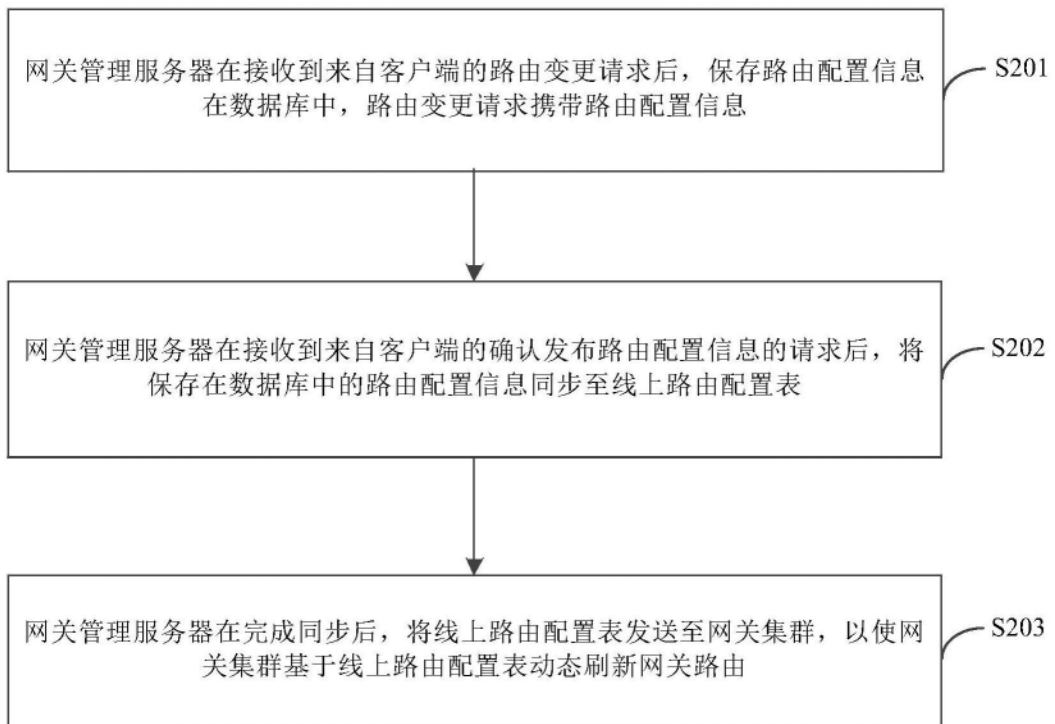 网关管理服务器在接收到来自客户端的路由变更请求后，保存路由配置信息
在数据库中，路由变更请求携带路由配置信息
S201
网关管理服务器在接收到来自客户端的确认发布路由配置信息的请求后，将
保存在数据库中的路由配置信息同步至线上路由配置表
S202
网关管理服务器在完成同步后，将线上路由配置表发送至网关集群，以使网
关集群基于线上路由配置表动态刷新网关路由
S203